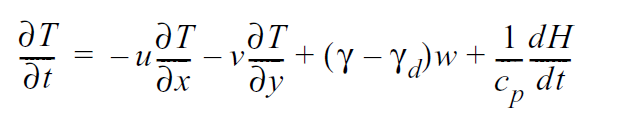 ∂T/∂t = −u ∂T/∂x − v ∂T/∂y + (γ − γ_d)w + 1/c_p dH/dt